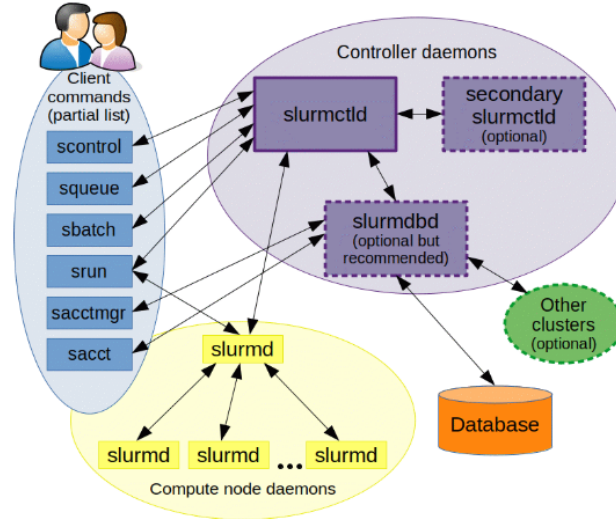 Client
commands
(partial list)
scontrol
squeue
sbatch
srun
sacctmgr
sacct
Controller daemons
slurmctld
secondary
slurmctld
(optional)
slurmdbd
(optional but
recommended)
Other
clusters
(optional)
Database
slurmd
slurmd
slurmd
...
slurmd
Compute node daemons